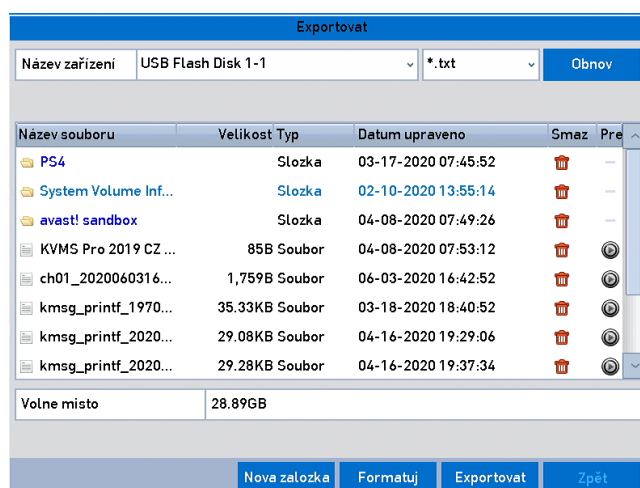 Exportovat
Název zařízení USB Flash Disk 1-1 *.txt Obnov
Název souboru Velikost Typ Datum upraveno Smaz Pre
PS4 Slozka 03-17-2020 07:45:52
System Volume Inf... Slozka 02-10-2020 13:55:14
avast! sandbox Slozka 04-08-2020 07:49:26
KVMS Pro 2019 CZ ... 85B Soubor 04-08-2020 07:53:12
ch01_2020060316... 1,759B Soubor 06-03-2020 16:42:52
kmsg_printf_1970... 35.33KB Soubor 03-18-2020 18:40:52
kmsg_printf_2020... 29.08KB Soubor 04-16-2020 19:29:06
kmsg_printf_2020... 29.28KB Soubor 04-16-2020 19:37:34
Volne misto 28.89GB
Nova zalozka Formatuj Exportovat Zpět